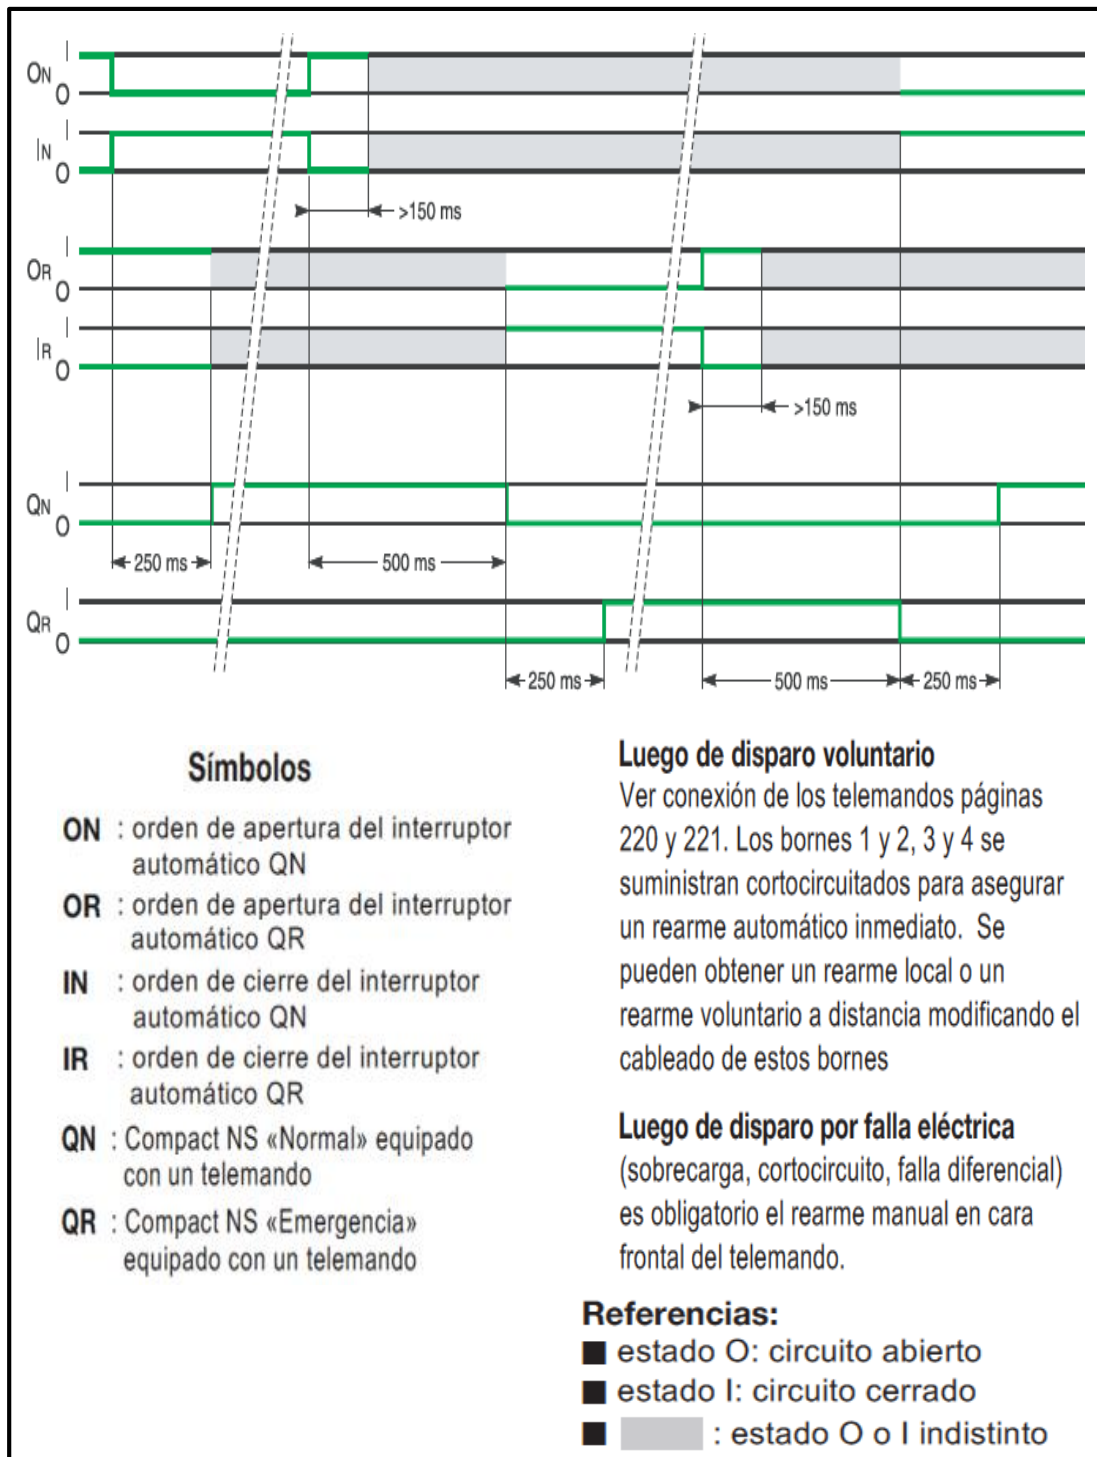 I
ON
O
I
IN
O
>150 ms
I
OR
O
I
IR
O
>150 ms
I
QN
O
250 ms
500 ms
I
QR
O
250 ms
500 ms
250 ms
Símbolos
ON : orden de apertura del interruptor
automático QN
OR : orden de apertura del interruptor
automático QR
IN : orden de cierre del interruptor
automático QN
IR : orden de cierre del interruptor
automático QR
QN : Compact NS «Normal» equipado
con un telemando
QR : Compact NS «Emergencia»
equipado con un telemando
Luego de disparo voluntario
Ver conexión de los telemandos páginas
220 y 221. Los bornes 1 y 2, 3 y 4 se
suministran cortocircuitados para asegurar
un rearme automático inmediato. Se
pueden obtener un rearme local o un
rearme voluntario a distancia modificando el
cableado de estos bornes
Luego de disparo por falla eléctrica
(sobrecarga, cortocircuito, falla diferencial)
es obligatorio el rearme manual en cara
frontal del telemando.
Referencias:
■ estado O: circuito abierto
■ estado I: circuito cerrado
■ : estado O o I indistinto